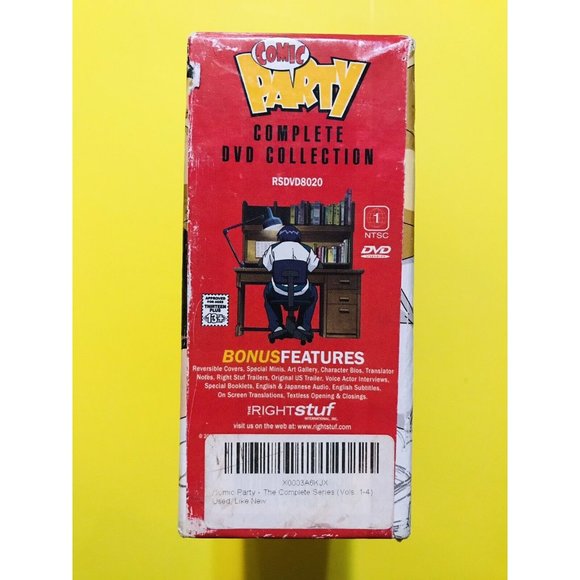 COMIC
PARTY
COMPLETE
DVD COLLECTION
RSDVD8020
1
NTSC
DVD
APPROVED
FOR AGES
THIRTEEN
PLUS
13+
BONUSFEATURES
Reversible Covers, Special Minis, Art Gallery, Character Bios, Translator
Notes, Right Stuf Trailers, Original US Trailer, Voice Actor Interviews,
Special Booklets, English & Japanese Audio, English Subtitles,
On Screen Translations, Textless Opening & Closings.
THE RIGHTstuf
INTERNATIONAL, INC.
visit us on the web at: www.rightstuf.com
X0003A6KJX
Comic Party - The Complete Series (Vols. 1-4)
Used, Like New